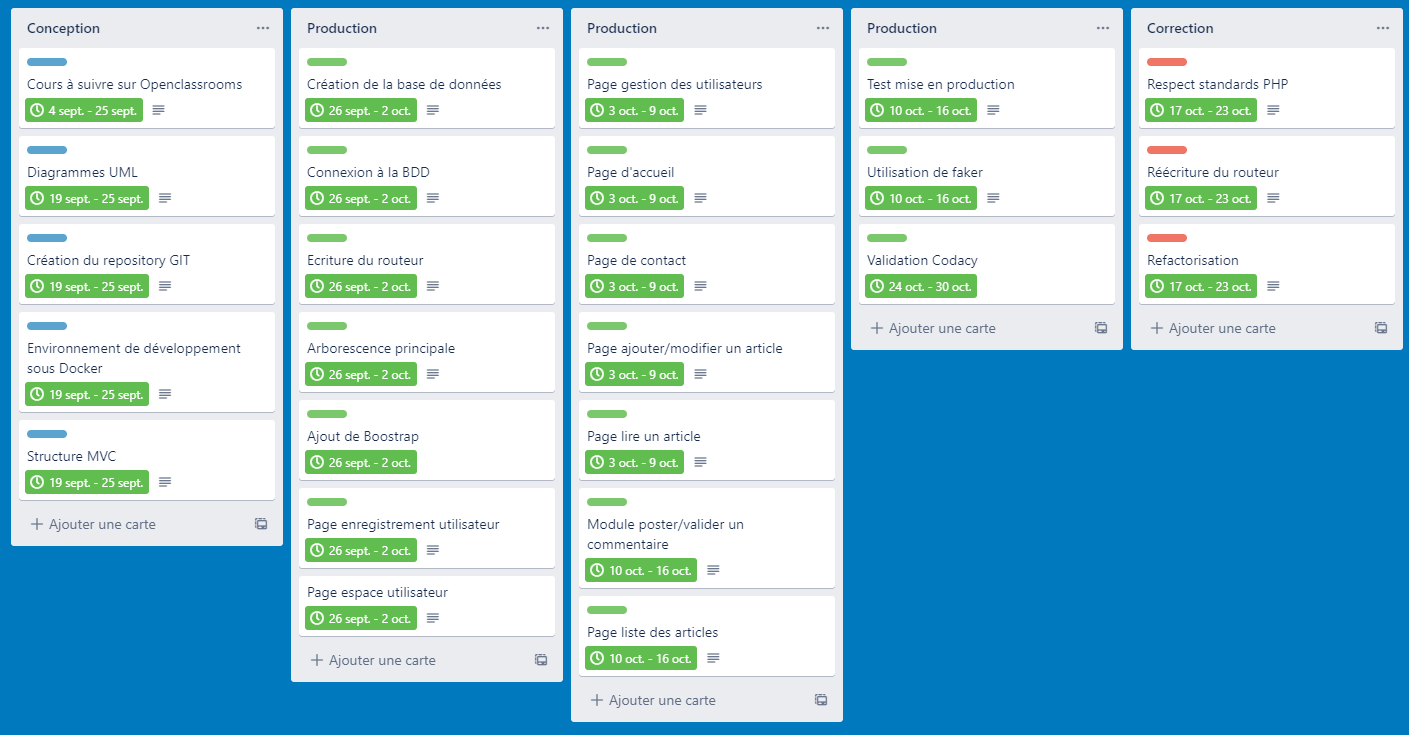 Conception
Cours à suivre sur Openclassrooms
4 sept. - 25 sept.
Diagrammes UML
19 sept. - 25 sept.
Création du repository GIT
19 sept. - 25 sept.
Environnement de développement
sous Docker
19 sept. - 25 sept.
Structure MVC
19 sept. - 25 sept.
Ajouter une carte
Production
Création de la base de données
26 sept. - 2 oct.
Connexion à la BDD
26 sept. - 2 oct.
Ecriture du routeur
26 sept. - 2 oct.
Arborescence principale
26 sept. - 2 oct.
Ajout de Boostrap
26 sept. - 2 oct.
Page enregistrement utilisateur
26 sept. - 2 oct.
Page espace utilisateur
26 sept. - 2 oct.
Ajouter une carte
Production
Page gestion des utilisateurs
3 oct. - 9 oct.
Page d'accueil
3 oct. - 9 oct.
Page de contact
3 oct. - 9 oct.
Page ajouter/modifier un article
3 oct. - 9 oct.
Page lire un article
3 oct. - 9 oct.
Module poster/valider un
commentaire
10 oct. - 16 oct.
Page liste des articles
10 oct. - 16 oct.
Ajouter une carte
Production
Test mise en production
10 oct. - 16 oct.
Utilisation de faker
10 oct. - 16 oct.
Validation Codacy
24 oct. - 30 oct.
Ajouter une carte
Correction
Respect standards PHP
17 oct. - 23 oct.
Réécriture du routeur
17 oct. - 23 oct.
Refactorisation
17 oct. - 23 oct.
Ajouter une carte